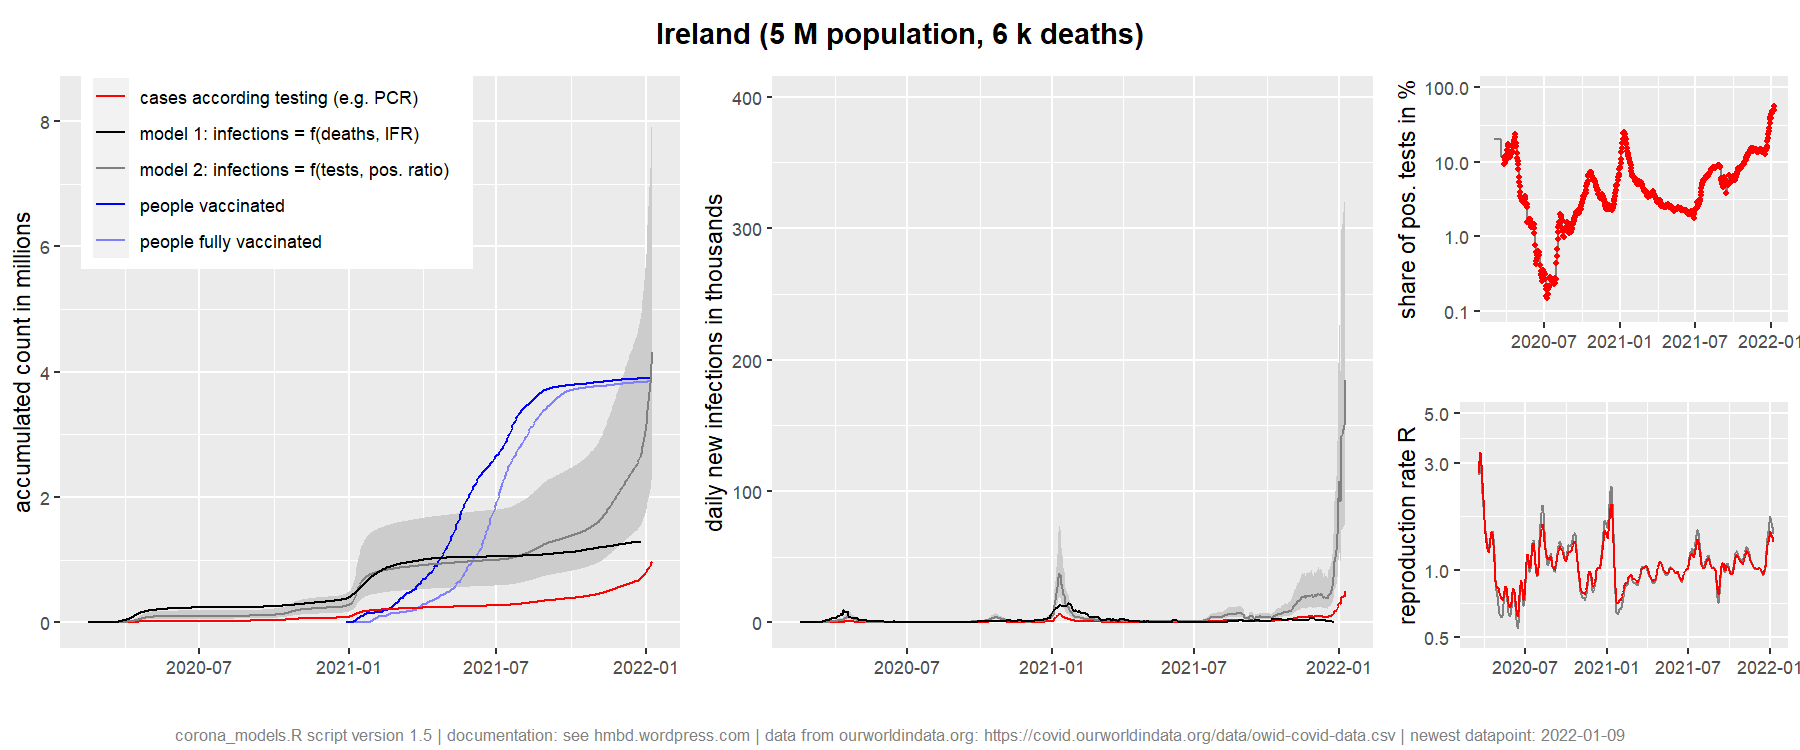 Ireland (5 M population, 6 k deaths)
accumulated count in millions
8
6
4
2
0
cases according testing (e.g. PCR)
model 1: infections = f(deaths, IFR)
model 2: infections = f(tests, pos. ratio)
people vaccinated
people fully vaccinated
2020-07 2021-01 2021-07 2022-01
daily new infections in thousands
400
300
200
100
0
2020-07 2021-01 2021-07 2022-01
share of pos. tests in %
100.0
10.0
1.0
0.1
2020-07 2021-01 2021-07 2022-01
reproduction rate R
5.0
3.0
1.0
0.5
2020-07 2021-01 2021-07 2022-01
corona_models.R script version 1.5 | documentation: see hmbd.wordpress.com | data from ourworldindata.org: https://covid.ourworldindata.org/data/owid-covid-data.csv | newest datapoint: 2022-01-09